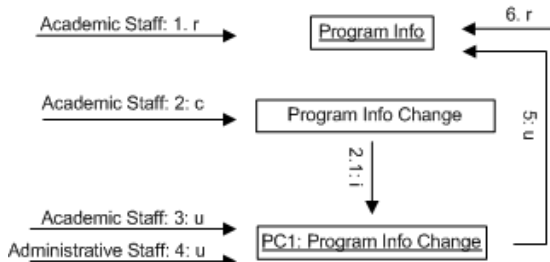 Academic Staff: 1. r
Program Info
6. r
Academic Staff: 2: c
Program Info Change
5: u
2.1: i
Academic Staff: 3: u
Administrative Staff: 4: u
PC1: Program Info Change